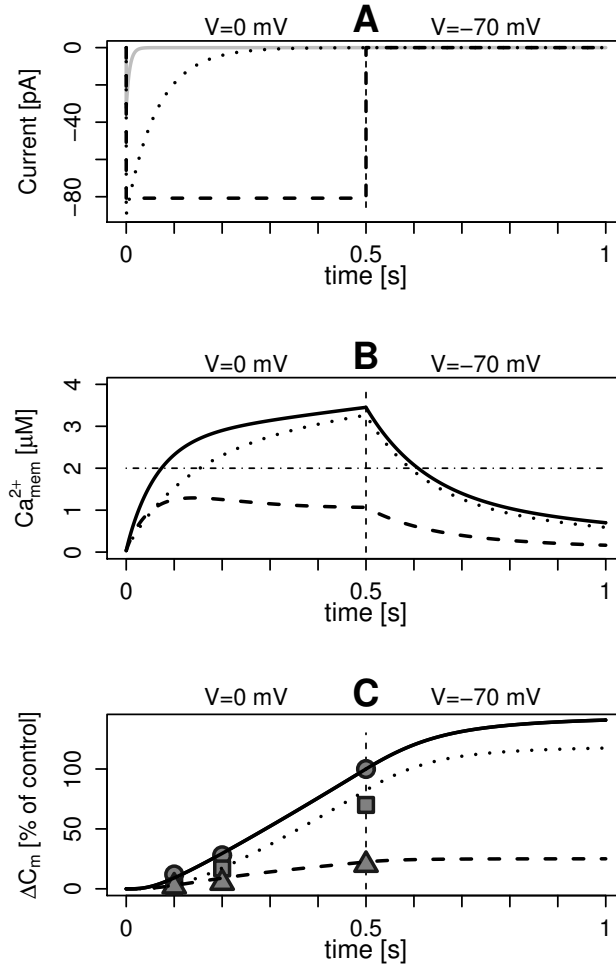 A
V=0 mV V=−70 mV
Current [pA]
0
−40
−80
0 0.5 1
time [s]
B
V=0 mV V=−70 mV
Ca2+mem [μM]
4
3
2
1
0
0 0.5 1
time [s]
C
V=0 mV V=−70 mV
ΔCm [% of control]
100
50
0
0 0.5 1
time [s]